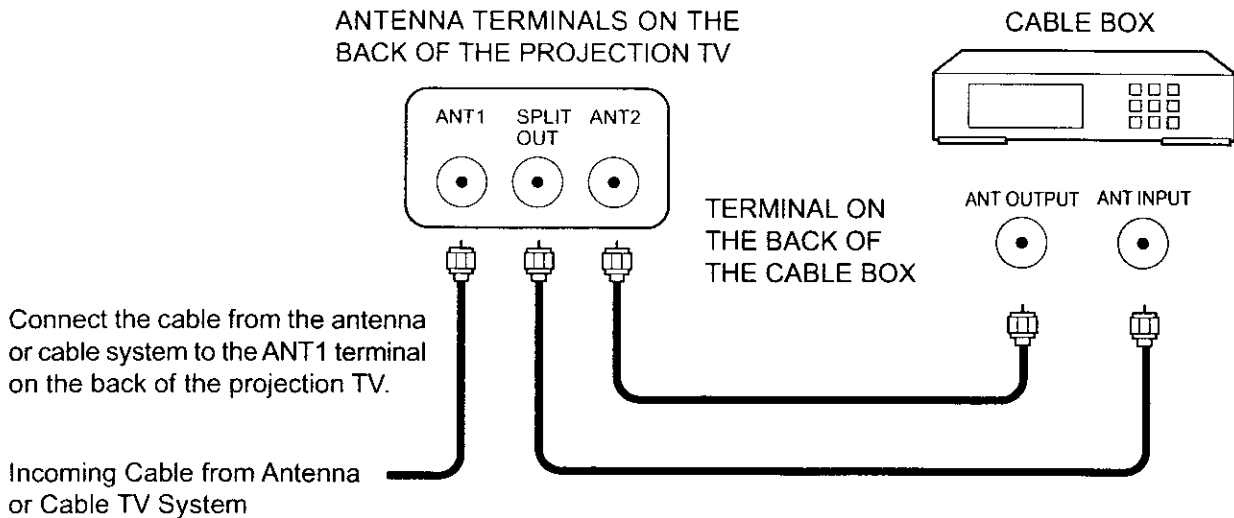 ANTENNA TERMINALS ON THE
BACK OF THE PROJECTION TV
CABLE BOX
ANT1
SPLIT
OUT
ANT2
TERMINAL ON
THE BACK OF
THE CABLE BOX
ANT OUTPUT
ANT INPUT
Connect the cable from the antenna
or cable system to the ANT1 terminal
on the back of the projection TV.
Incoming Cable from Antenna
or Cable TV System